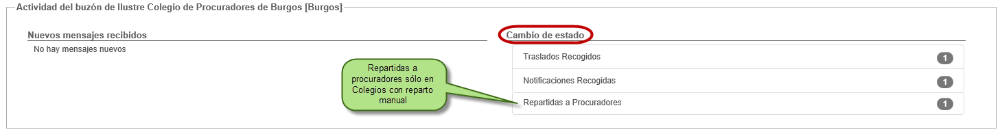 Actividad del buzón de Ilustre Colegio de Procuradores de Burgos [Burgos]
Nuevos mensajes recibidos
No hay mensajes nuevos
Cambio de estado
Traslados Recogidos 1
Notificaciones Recogidas 1
Repartidas a Procuradores 1
Repartidas a
procuradores sólo en
Colegios con reparto
manual